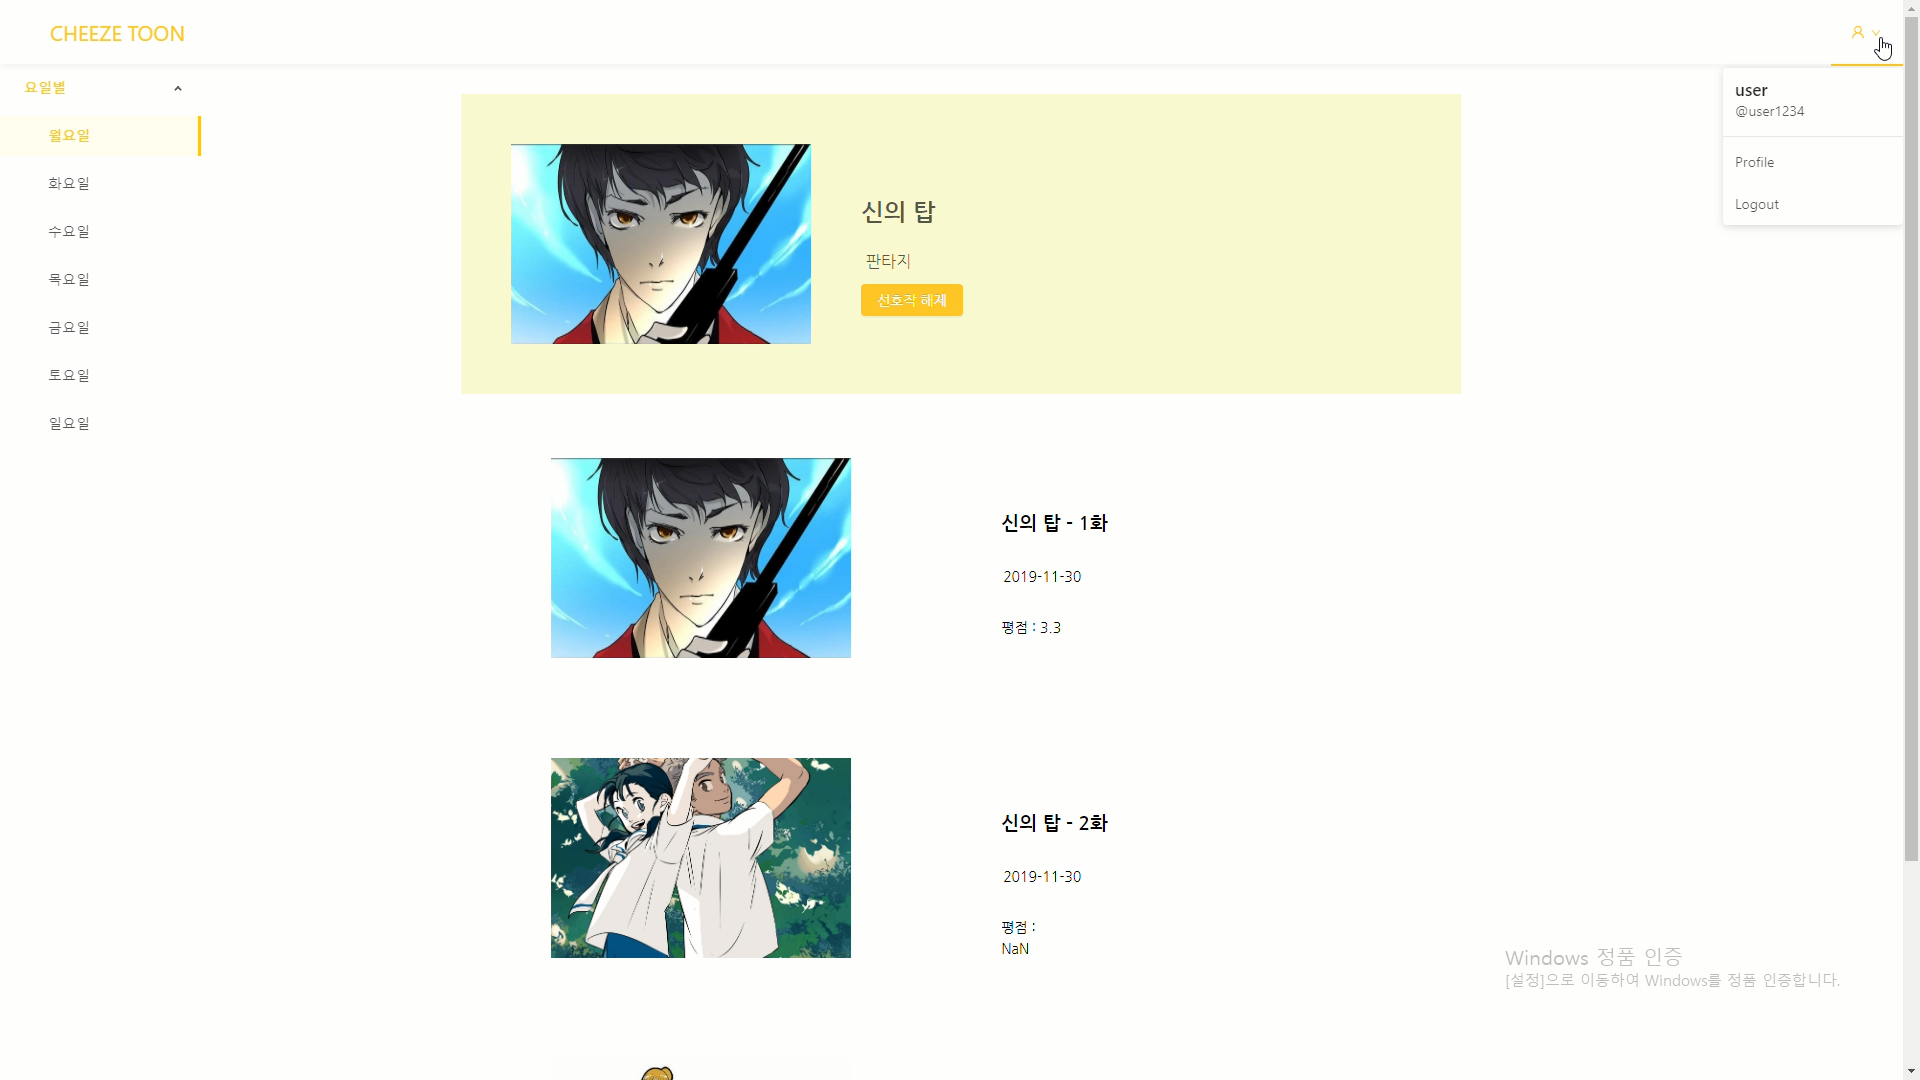 CHEEZE TOON
요일별
월요일
화요일
수요일
목요일
금요일
토요일
일요일
user
@user1234
Profile
Logout
신의 탑
판타지
선호작 해제
신의 탑 - 1화
2019-11-30
평점 : 3.3
신의 탑 - 2화
2019-11-30
평점 :
NaN
Windows 정품 인증
[설정]으로 이동하여 Windows를 정품 인증합니다.